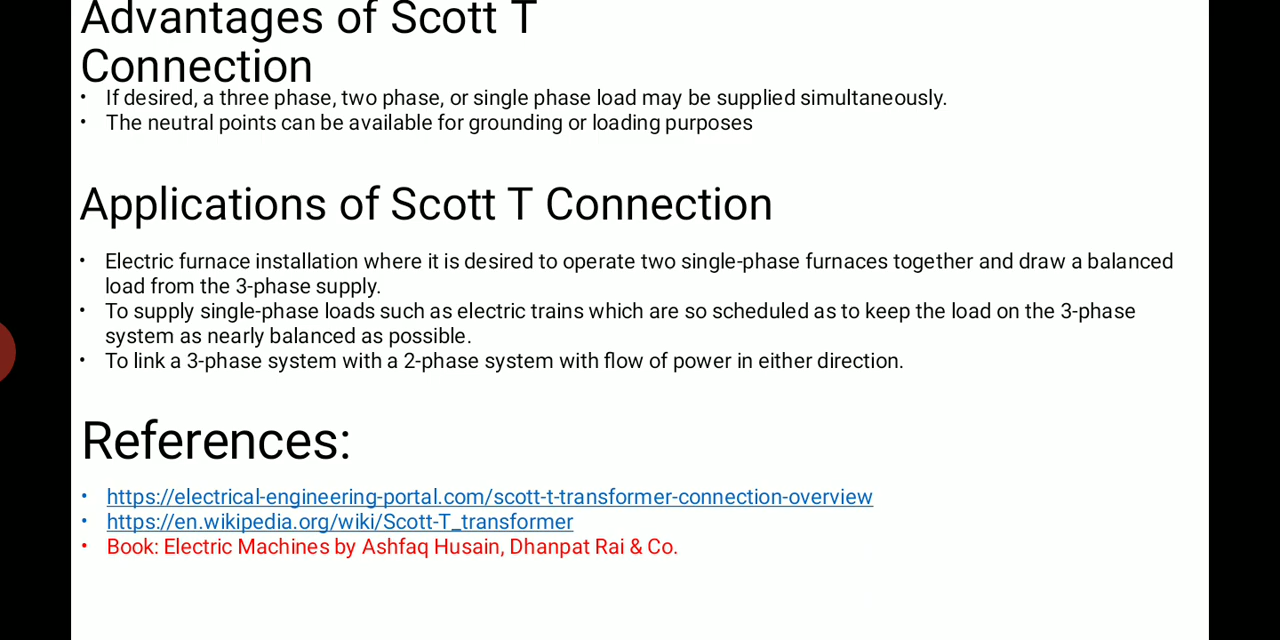 Advantages of Scott T
Connection
• If desired, a three phase, two phase, or single phase load may be supplied simultaneously.
• The neutral points can be available for grounding or loading purposes
Applications of Scott T Connection
• Electric furnace installation where it is desired to operate two single-phase furnaces together and draw a balanced
load from the 3-phase supply.
• To supply single-phase loads such as electric trains which are so scheduled as to keep the load on the 3-phase
system as nearly balanced as possible.
• To link a 3-phase system with a 2-phase system with flow of power in either direction.
References:
• https://electrical-engineering-portal.com/scott-t-transformer-connection-overview
• https://en.wikipedia.org/wiki/Scott-T_transformer
• Book: Electric Machines by Ashfaq Husain, Dhanpat Rai & Co.